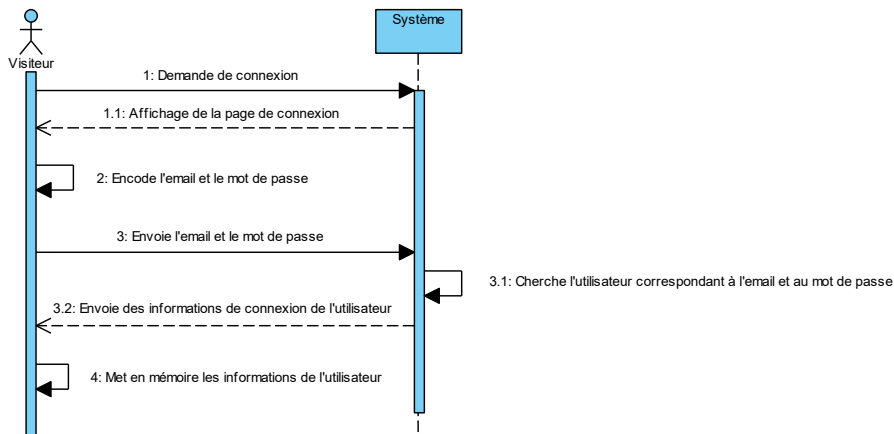 Système
Visiteur
1: Demande de connexion
1.1: Affichage de la page de connexion
2: Encode l'email et le mot de passe
3: Envoie l'email et le mot de passe
3.1: Cherche l'utilisateur correspondant à l'email et au mot de passe
3.2: Envoie des informations de connexion de l'utilisateur
4: Met en mémoire les informations de l'utilisateur